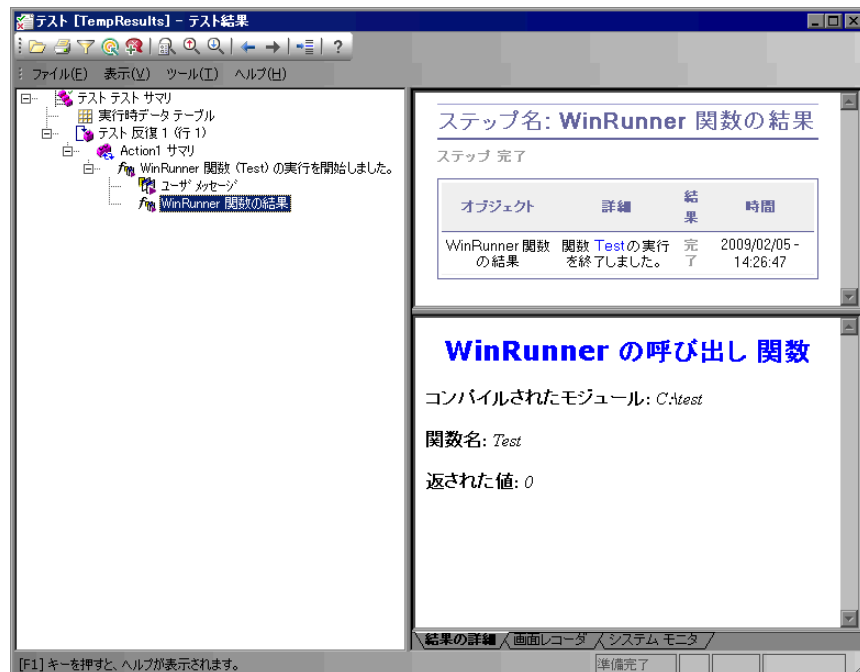 テスト [TempResults] - テスト結果
?
ファイル(F) 表示(V) ツール(T) ヘルプ(H)
テスト テスト サマリ
実行時データ テーブル
テスト 反復 1 (行 1)
Action1 サマリ
WinRunner 関数 (Test) の実行を開始しました。
ユーザ メッセージ
WinRunner 関数の結果
ステップ名: WinRunner 関数の結果
ステップ 完了
オブジェクト 詳細 結果 時間
WinRunner 関数の結果 関数 Testの実行を終了しました。 完了 2009/02/05 - 14:26:47
WinRunner の呼び出し 関数
コンパイルされたモジュール: C:\test
関数名: Test
返された値: 0
結果の詳細 画面レコーダ システム モニタ
[F1] キーを押すと、ヘルプが表示されます。
準備完了